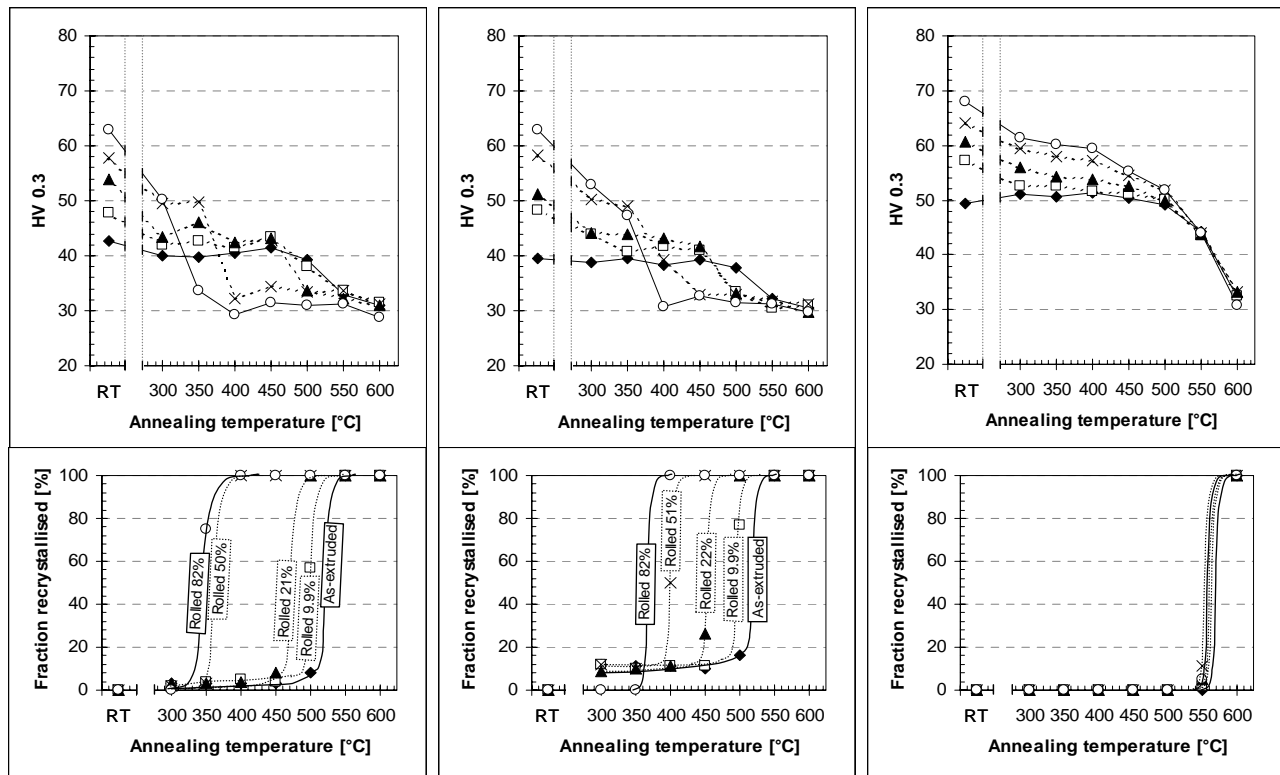 80
70
60
50
40
30
20
HV 0.3
RT
300 350 400 450 500 550 600
Annealing temperature [°C]
80
70
60
50
40
30
20
HV 0.3
RT
300 350 400 450 500 550 600
Annealing temperature [°C]
80
70
60
50
40
30
20
HV 0.3
RT
300 350 400 450 500 550 600
Annealing temperature [°C]
100
80
60
40
20
0
Fraction recrystallised [%]
Rolled 82%
Rolled 50%
Rolled 21%
Rolled 9.9%
As-extruded
RT
300 350 400 450 500 550 600
Annealing temperature [°C]
100
80
60
40
20
0
Fraction recrystallised [%]
Rolled 82%
Rolled 51%
Rolled 22%
Rolled 9.9%
As-extruded
RT
300 350 400 450 500 550 600
Annealing temperature [°C]
100
80
60
40
20
0
Fraction recrystallised [%]
RT
300 350 400 450 500 550 600
Annealing temperature [°C]